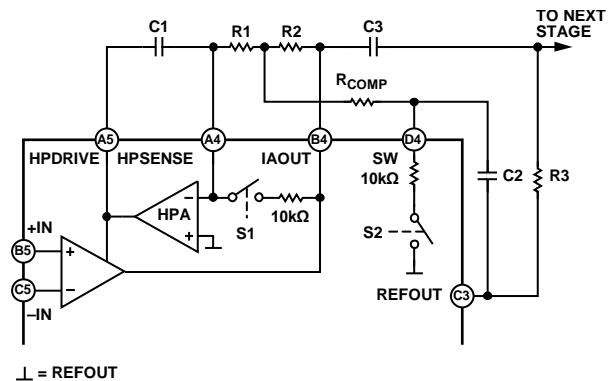 C1
R1
R2
C3
TO NEXT
STAGE
RCOMP
A5
A4
B4
D4
HPDRIVE
HPSENSE
IAOUT
SW
10kΩ
C2
R3
HPA
–
+
S1
10kΩ
S2
+IN
B5
+
C5
–
–IN
REFOUT
C3
⊥ = REFOUT